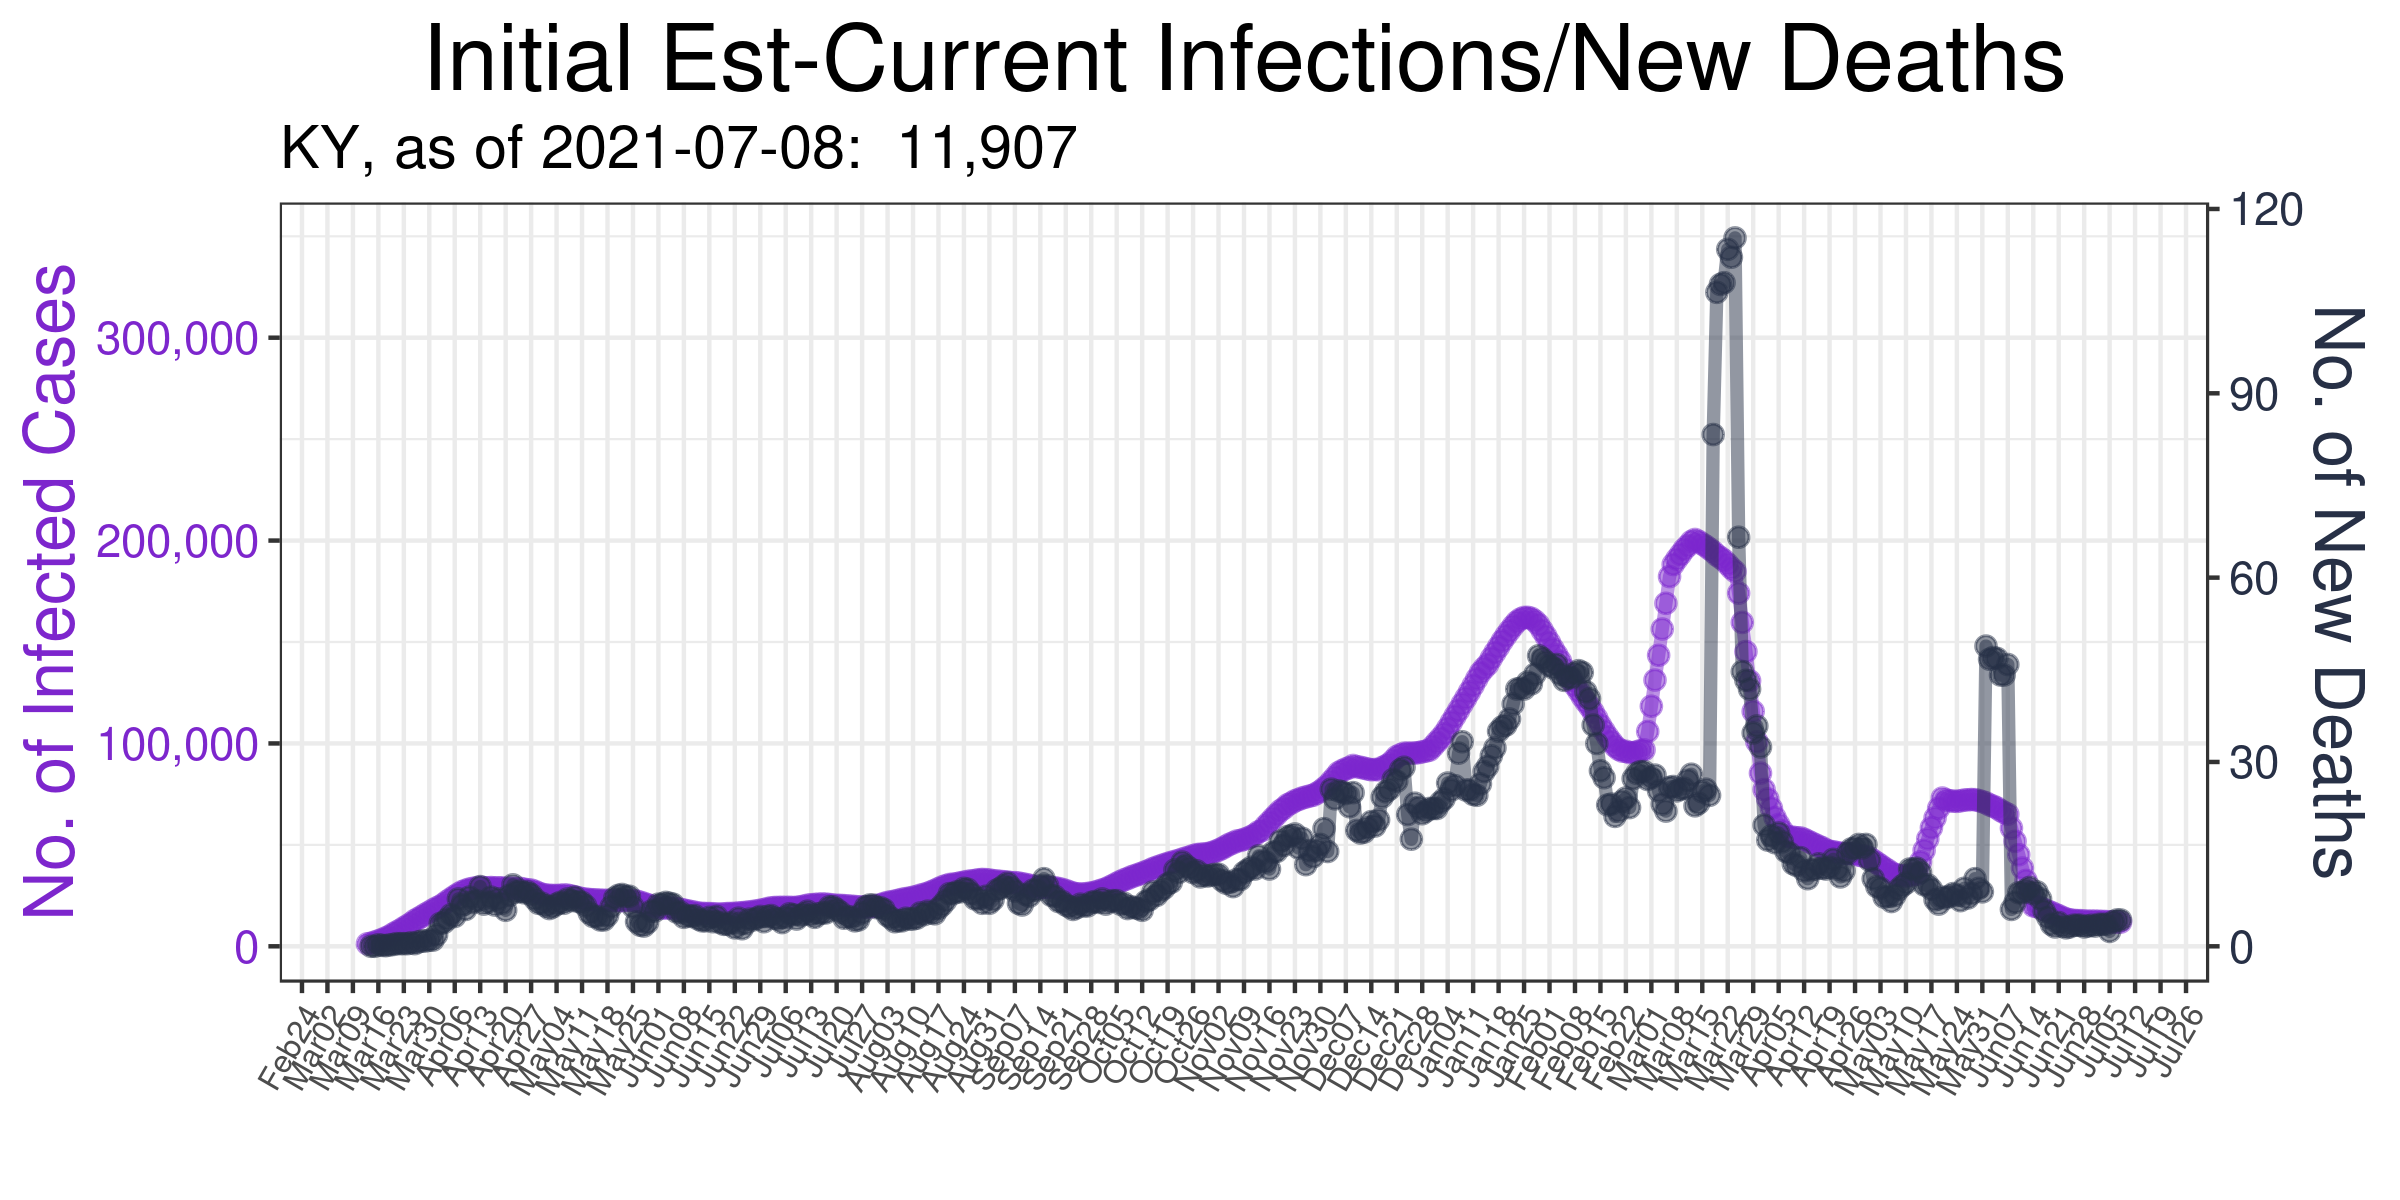 Initial Est-Current Infections/New Deaths
KY, as of 2021-07-08:  11,907
No. of Infected Cases
300,000
200,000
100,000
0
120
90
60
30
0
No. of New Deaths
Feb24
Mar02
Mar09
Mar16
Mar23
Mar30
Apr06
Apr13
Apr20
Apr27
May04
May11
May18
May25
Jun01
Jun08
Jun15
Jun22
Jun29
Jul06
Jul13
Jul20
Jul27
Aug03
Aug10
Aug17
Aug24
Aug31
Sep07
Sep14
Sep21
Sep28
Oct05
Oct12
Oct19
Oct26
Nov02
Nov09
Nov16
Nov23
Nov30
Dec07
Dec14
Dec21
Dec28
Jan04
Jan11
Jan18
Jan25
Feb01
Feb08
Feb15
Feb22
Mar01
Mar08
Mar15
Mar22
Mar29
Apr05
Apr12
Apr19
Apr26
May03
May10
May17
May24
May31
Jun07
Jun14
Jun21
Jun28
Jul05
Jul12
Jul19
Jul26